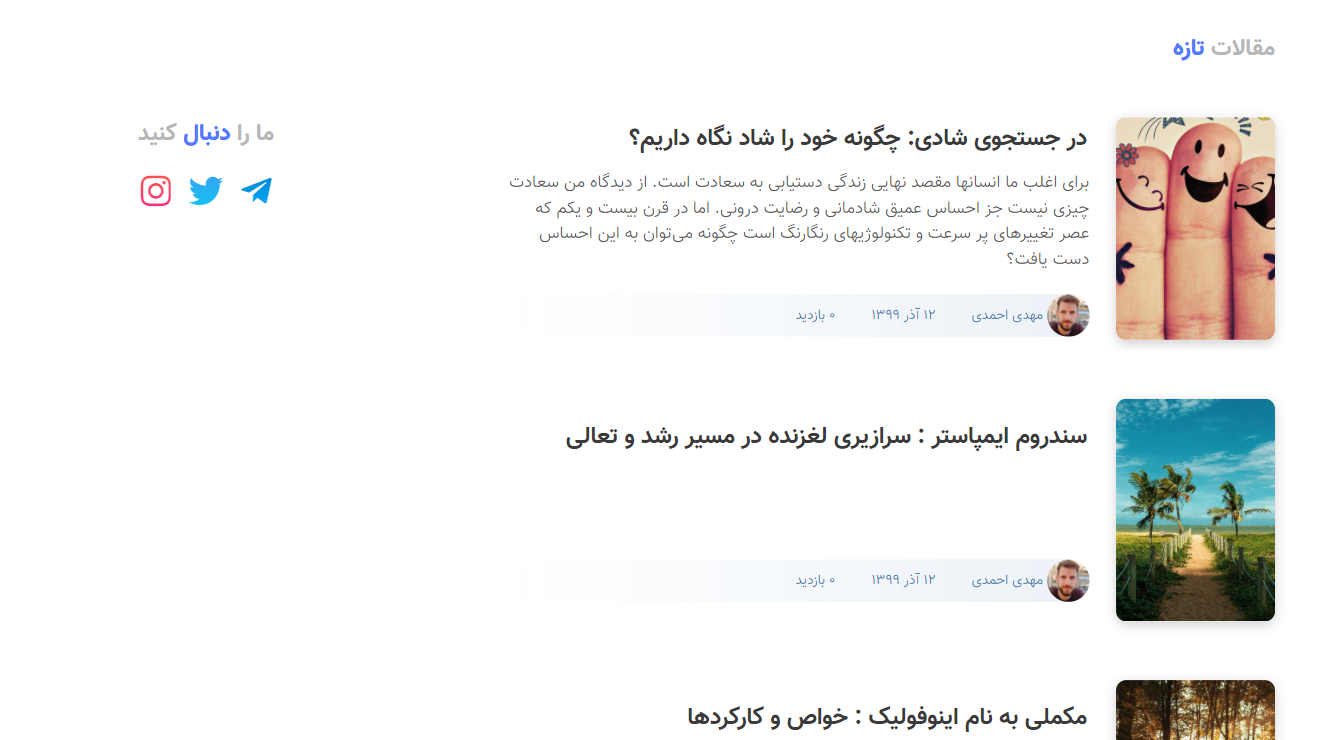 مقالات تازه
ما را دنبال کنید
در جستجوی شادی: چگونه خود را شاد نگاه داریم؟
برای اغلب ما انسانها مقصد نهایی زندگی دستیابی به سعادت است. از دیدگاه من سعادت
چیزی نیست جز احساس عمیق شادمانی و رضایت درونی. اما در قرن بیست و یکم که
عصر تغییرهای پر سرعت و تکنولوژیهای رنگارنگ است چگونه می‌توان به این احساس
دست یافت؟
مهدی احمدی ۱۲ آذر ۱۳۹۹ ۰ بازدید
سندروم ایمپاستر : سرازیری لغزنده در مسیر رشد و تعالی
مهدی احمدی ۱۲ آذر ۱۳۹۹ ۰ بازدید
مکملی به نام اینوفولیک : خواص و کارکردها